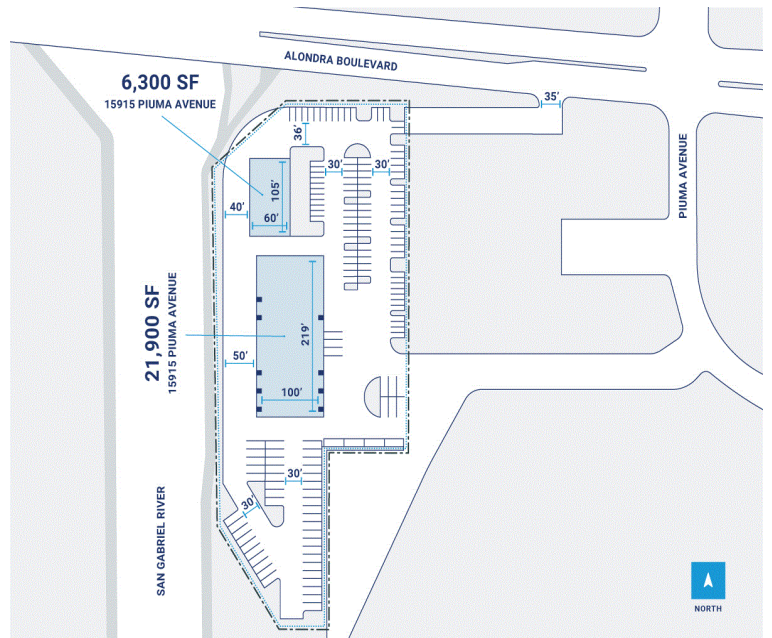 ALONDRA BOULEVARD
6,300 SF
15915 PIUMA AVENUE
35'
36'
30'
30'
PIUMA AVENUE
105'
40'
60'
21,900 SF
15915 PIUMA AVENUE
219'
50'
100'
30'
30'
SAN GABRIEL RIVER
NORTH